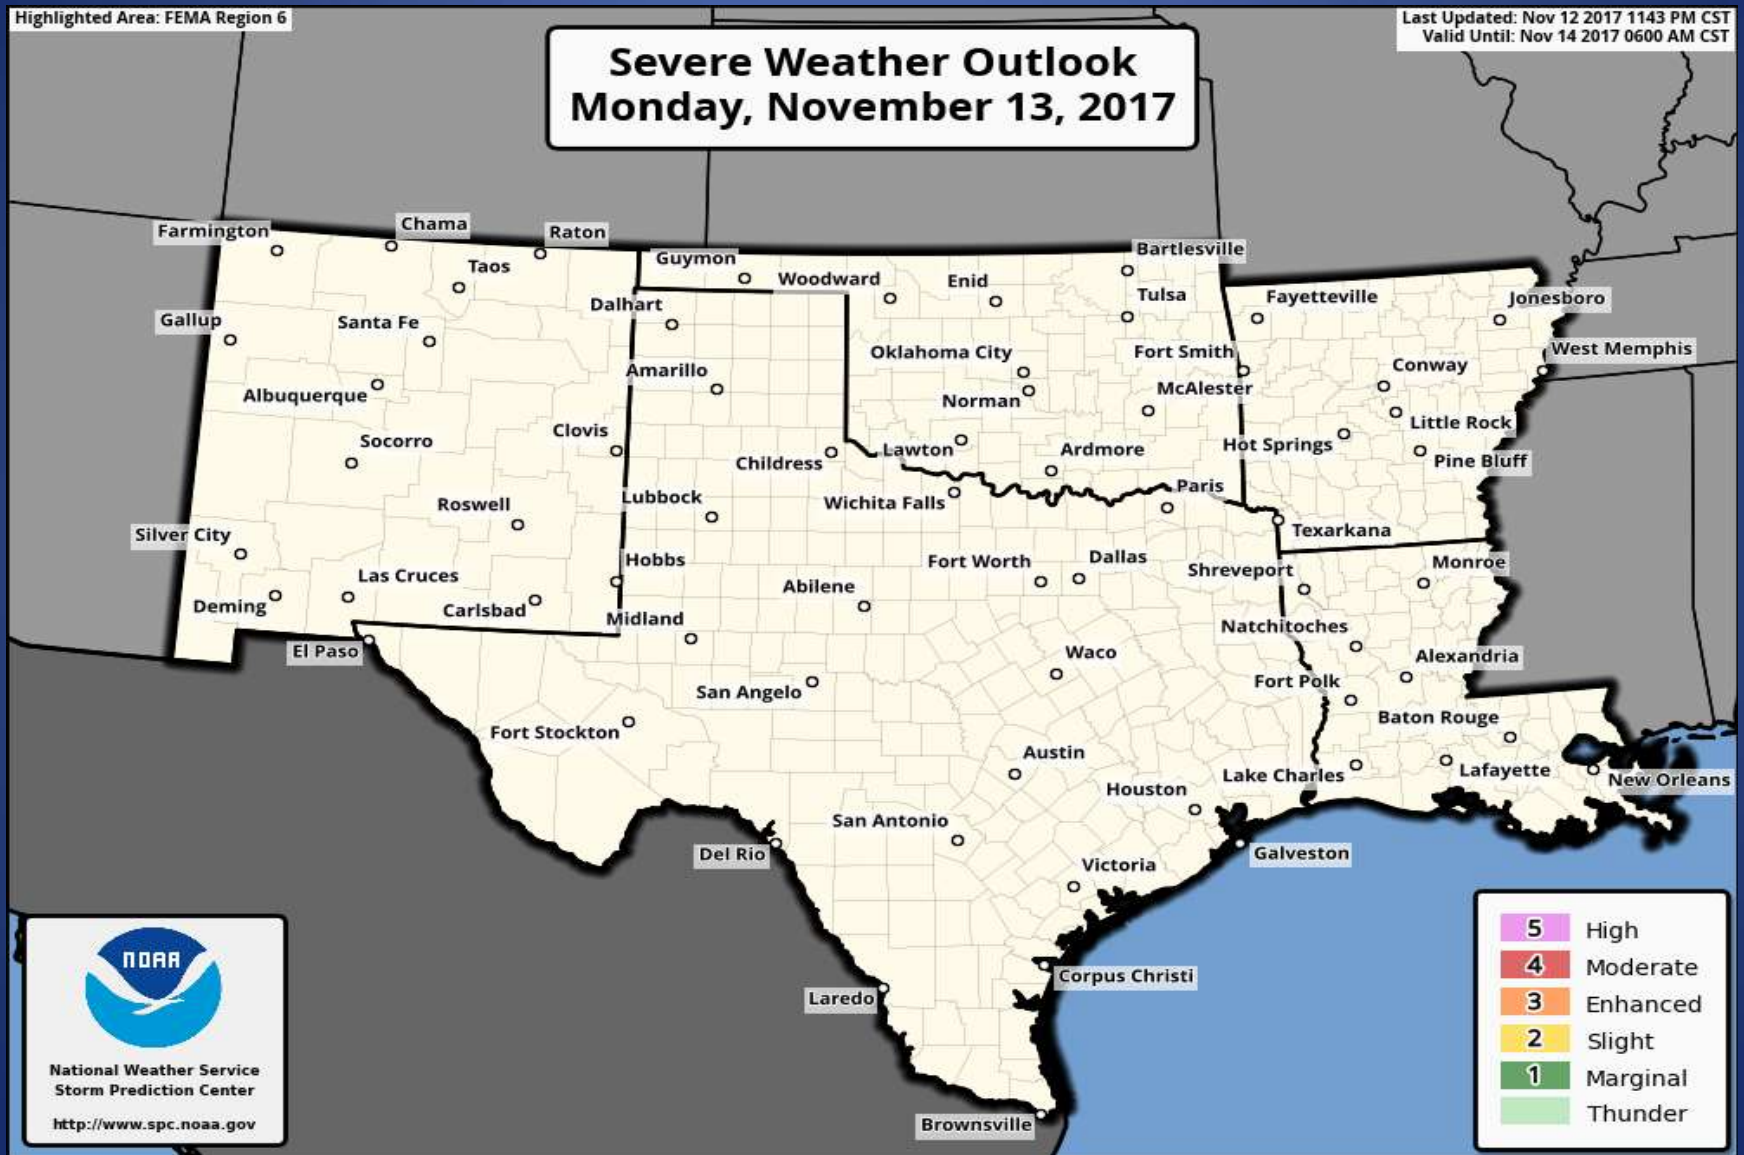 Highlighted Area: FEMA Region 6
Last Updated: Nov 12 2017 1143 PM CST
Valid Until: Nov 14 2017 0600 AM CST
Severe Weather Outlook
Monday, November 13, 2017
Farmington
Chama
Raton
Taos
Guymon
Woodward
Enid
Bartlesville
Tulsa
Fayetteville
Jonesboro
Gallup
Santa Fe
Dalhart
Oklahoma City
Fort Smith
West Memphis
Albuquerque
Amarillo
Norman
McAlester
Conway
Little Rock
Socorro
Clovis
Childress
Lawton
Ardmore
Hot Springs
Pine Bluff
Roswell
Lubbock
Wichita Falls
Paris
Texarkana
Silver City
Las Cruces
Hobbs
Abilene
Fort Worth
Dallas
Shreveport
Monroe
Deming
Carlsbad
Midland
Natchitoches
El Paso
San Angelo
Waco
Alexandria
Fort Polk
Fort Stockton
Austin
Baton Rouge
Houston
Lake Charles
Lafayette
New Orleans
San Antonio
Del Rio
Victoria
Galveston
Laredo
Corpus Christi
Brownsville
NOAA
National Weather Service
Storm Prediction Center
http://www.spc.noaa.gov
5 High
4 Moderate
3 Enhanced
2 Slight
1 Marginal
Thunder